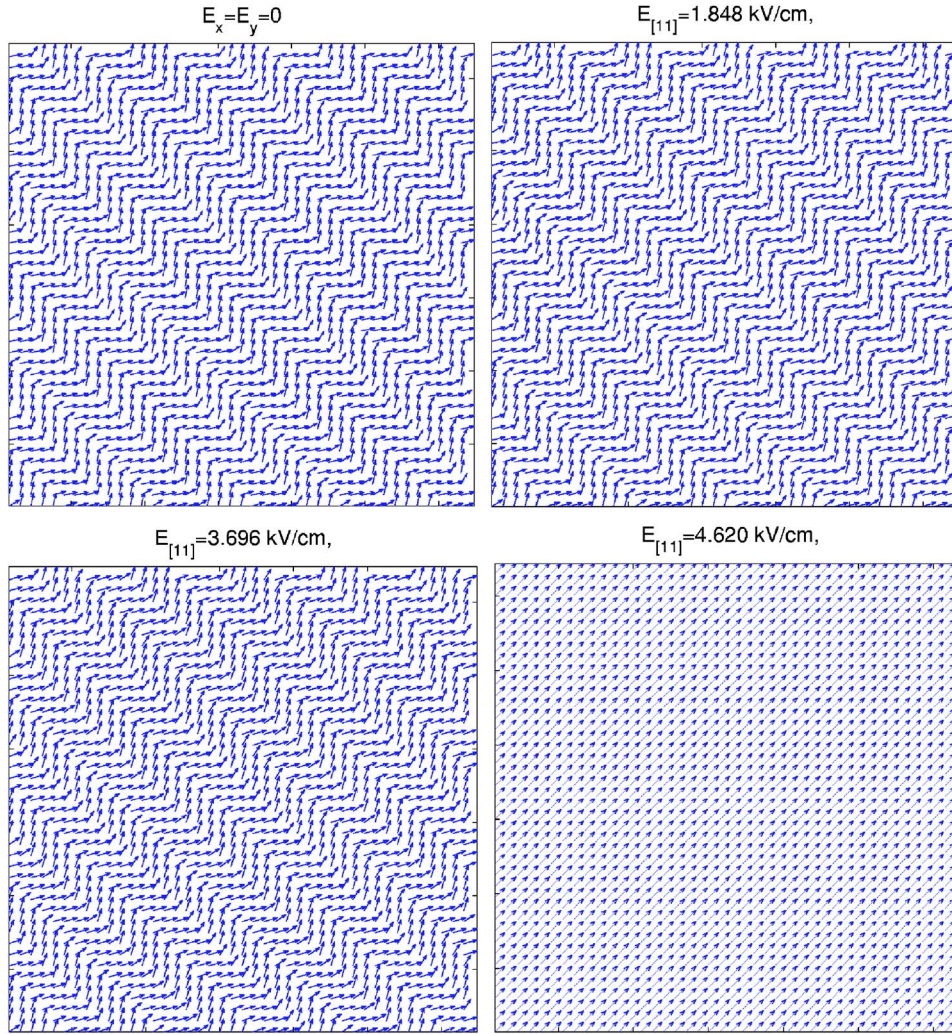 E_x=E_y=0
E_[11]=1.848 kV/cm,
E_[11]=3.696 kV/cm,
E_[11]=4.620 kV/cm,